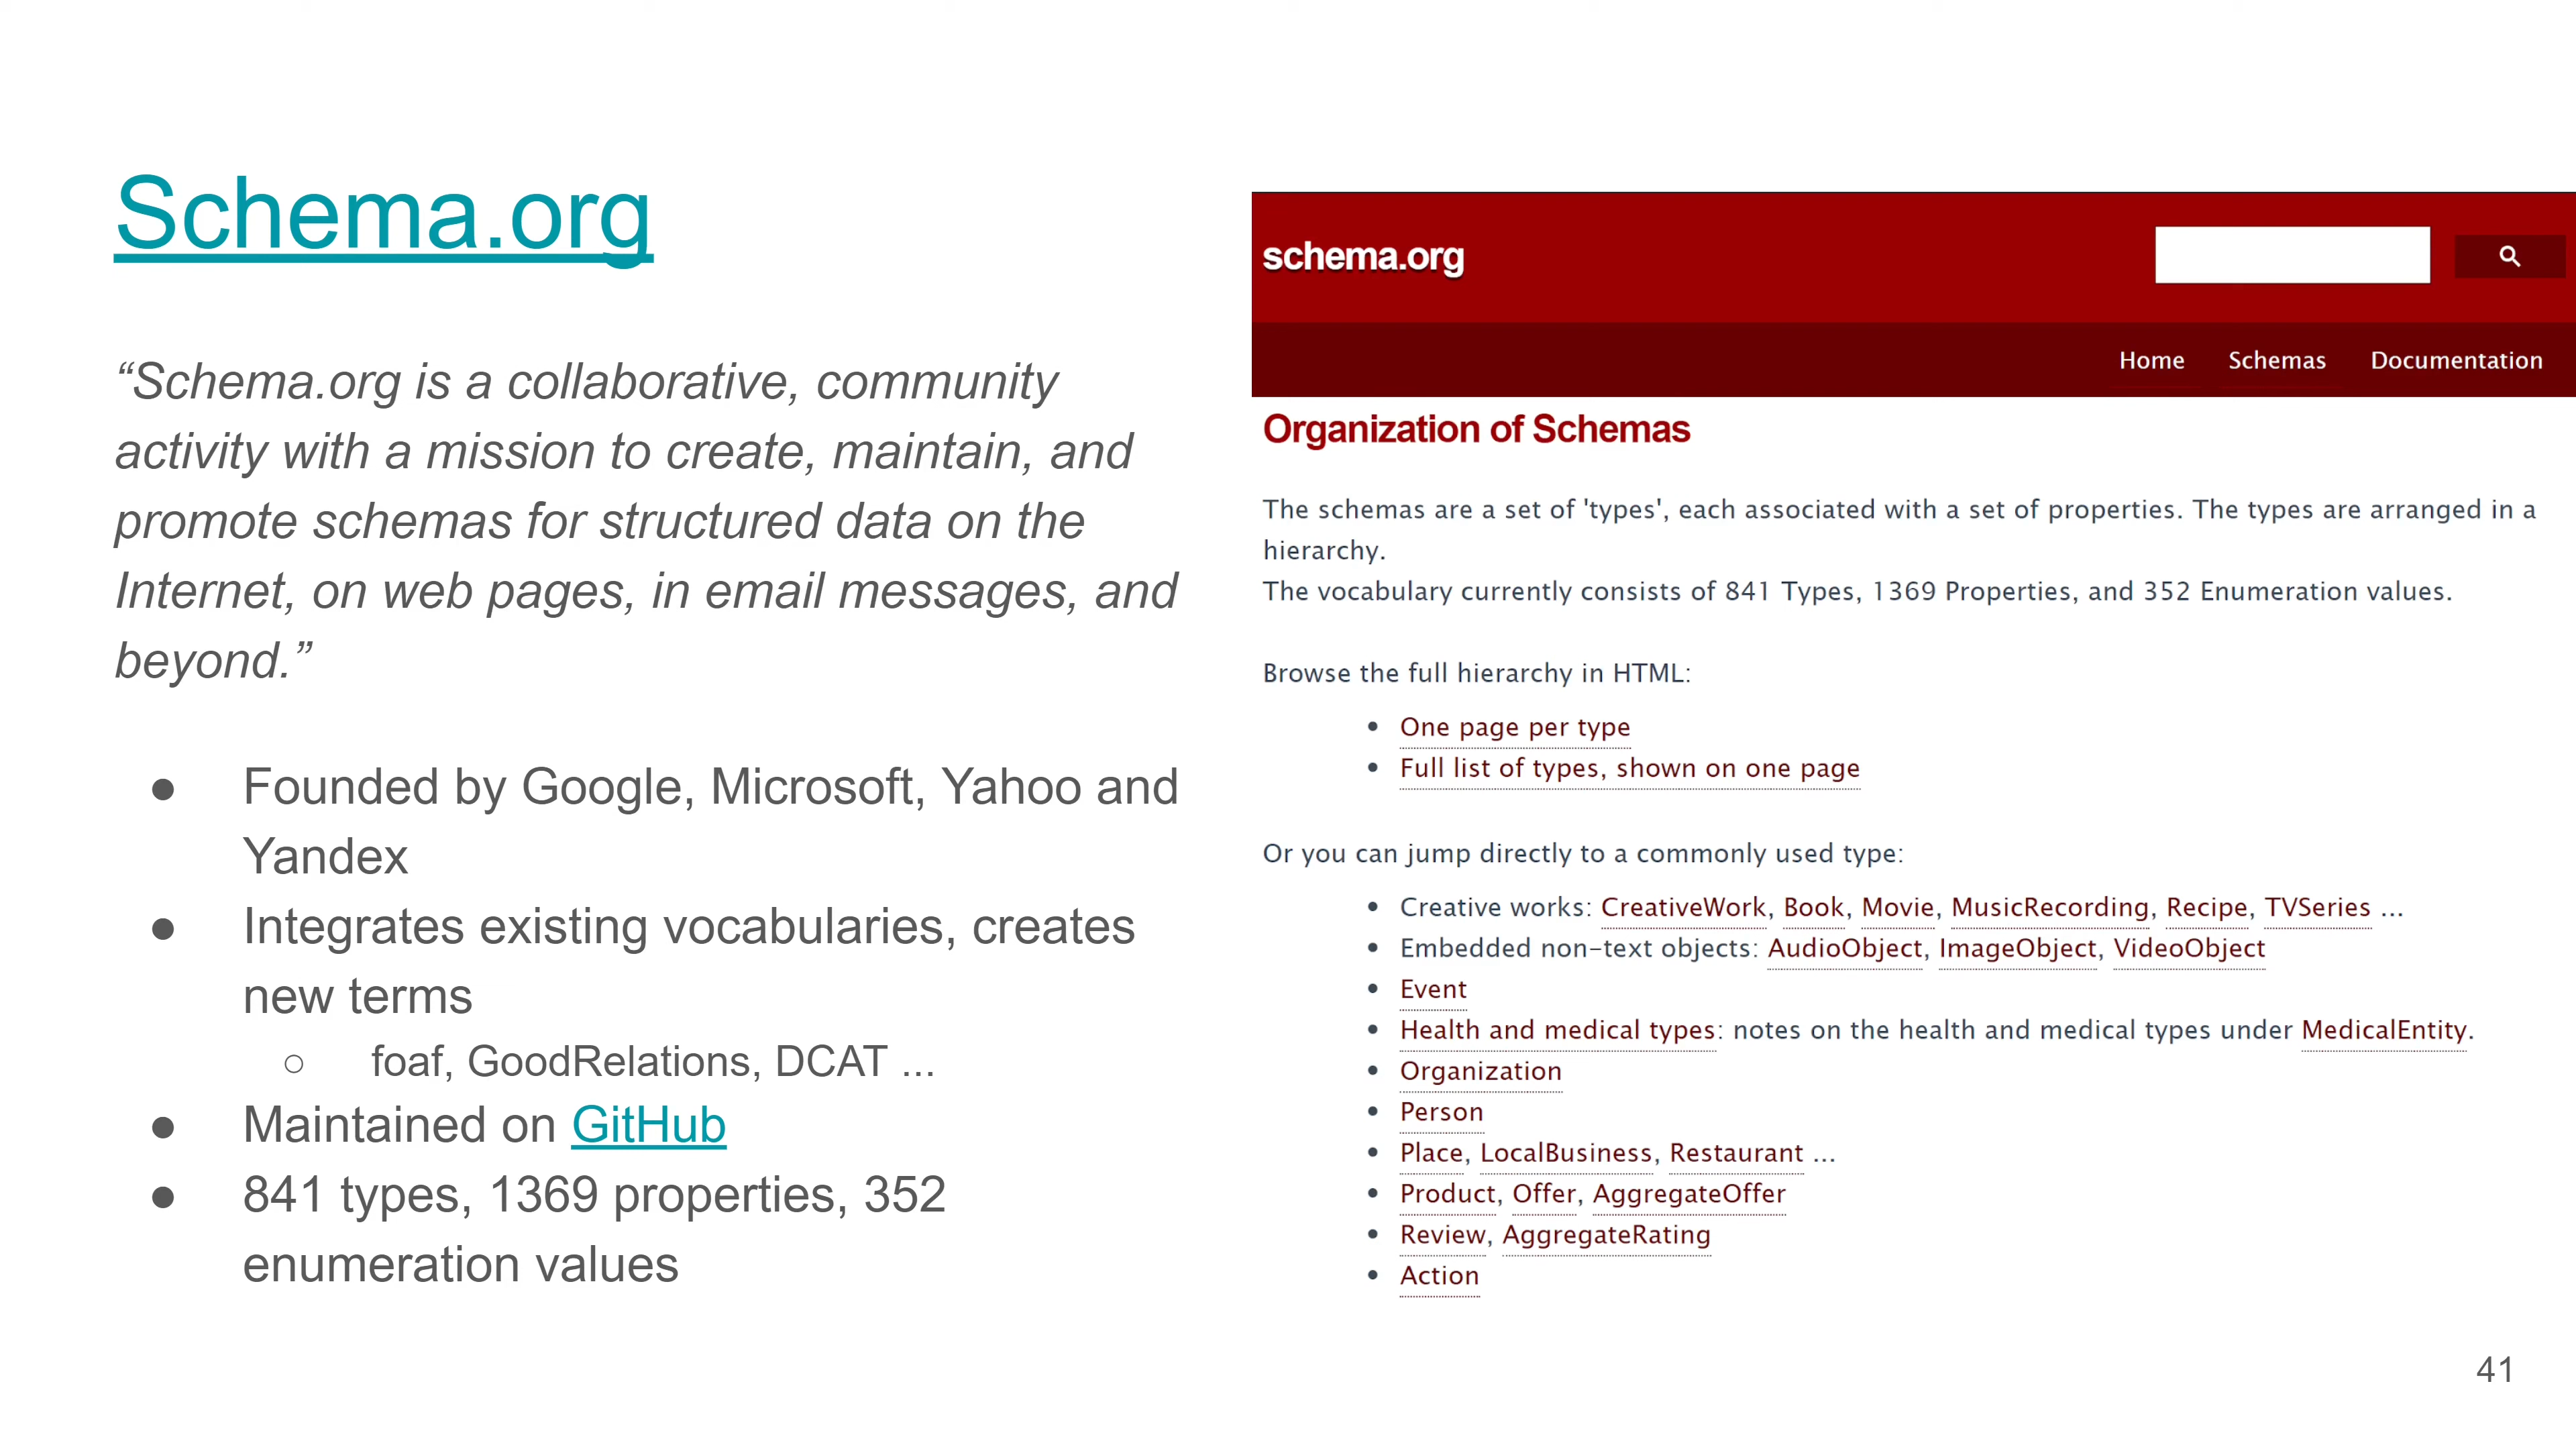 Schema.org
“Schema.org is a collaborative, community
activity with a mission to create, maintain, and
promote schemas for structured data on the
Internet, on web pages, in email messages, and
beyond.”
● Founded by Google, Microsoft, Yahoo and
Yandex
● Integrates existing vocabularies, creates
new terms
○ foaf, GoodRelations, DCAT ...
● Maintained on GitHub
● 841 types, 1369 properties, 352
enumeration values
schema.org
Home Schemas Documentation
Organization of Schemas
The schemas are a set of 'types', each associated with a set of properties. The types are arranged in a
hierarchy.
The vocabulary currently consists of 841 Types, 1369 Properties, and 352 Enumeration values.
Browse the full hierarchy in HTML:
• One page per type
• Full list of types, shown on one page
Or you can jump directly to a commonly used type:
• Creative works: CreativeWork, Book, Movie, MusicRecording, Recipe, TVSeries ...
• Embedded non-text objects: AudioObject, ImageObject, VideoObject
• Event
• Health and medical types: notes on the health and medical types under MedicalEntity.
• Organization
• Person
• Place, LocalBusiness, Restaurant ...
• Product, Offer, AggregateOffer
• Review, AggregateRating
• Action
41